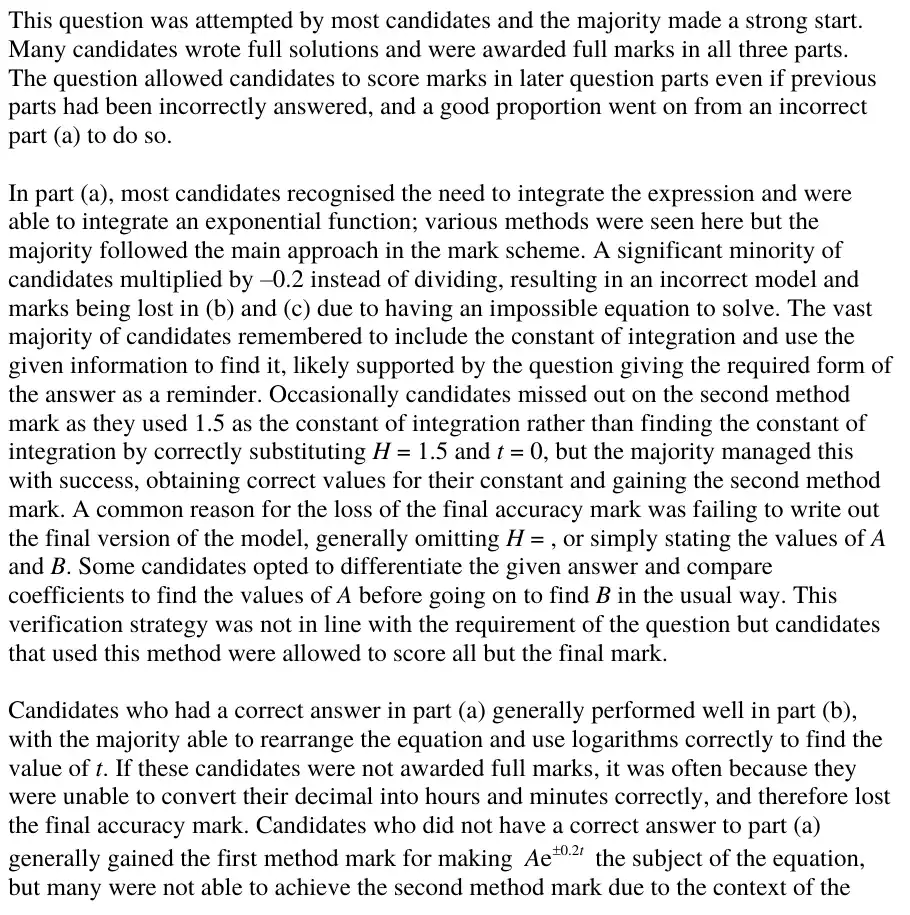 This question was attempted by most candidates and the majority made a strong start.
Many candidates wrote full solutions and were awarded full marks in all three parts.
The question allowed candidates to score marks in later question parts even if previous
parts had been incorrectly answered, and a good proportion went on from an incorrect
part (a) to do so.
In part (a), most candidates recognised the need to integrate the expression and were
able to integrate an exponential function; various methods were seen here but the
majority followed the main approach in the mark scheme. A significant minority of
candidates multiplied by –0.2 instead of dividing, resulting in an incorrect model and
marks being lost in (b) and (c) due to having an impossible equation to solve. The vast
majority of candidates remembered to include the constant of integration and use the
given information to find it, likely supported by the question giving the required form of
the answer as a reminder. Occasionally candidates missed out on the second method
mark as they used 1.5 as the constant of integration rather than finding the constant of
integration by correctly substituting H = 1.5 and t = 0, but the majority managed this
with success, obtaining correct values for their constant and gaining the second method
mark. A common reason for the loss of the final accuracy mark was failing to write out
the final version of the model, generally omitting H = , or simply stating the values of A
and B. Some candidates opted to differentiate the given answer and compare
coefficients to find the values of A before going on to find B in the usual way. This
verification strategy was not in line with the requirement of the question but candidates
that used this method were allowed to score all but the final mark.
Candidates who had a correct answer in part (a) generally performed well in part (b),
with the majority able to rearrange the equation and use logarithms correctly to find the
value of t. If these candidates were not awarded full marks, it was often because they
were unable to convert their decimal into hours and minutes correctly, and therefore lost
the final accuracy mark. Candidates who did not have a correct answer to part (a)
generally gained the first method mark for making Ae^±0.2t the subject of the equation,
but many were not able to achieve the second method mark due to the context of the